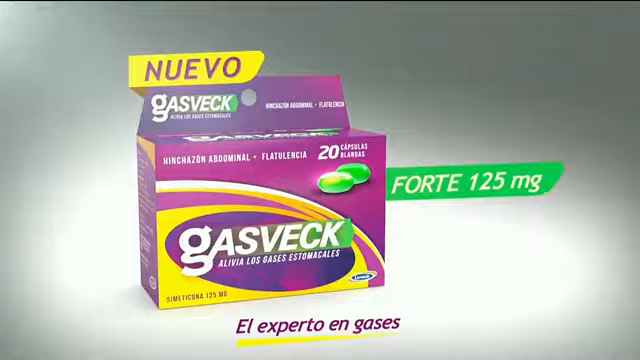 NUEVO
gASVECK
ALIVIA LOS GASES ESTOMACALES
HINCHAZÓN ABDOMINAL • FLATULENCIA
gASVECK
HINCHAZÓN ABDOMINAL • FLATULENCIA
20 CÁPSULAS
BLANDAS
FORTE 125 mg
gASVECK
ALIVIA LOS GASES ESTOMACALES
SIMETICONA 125 MG
El experto en gases